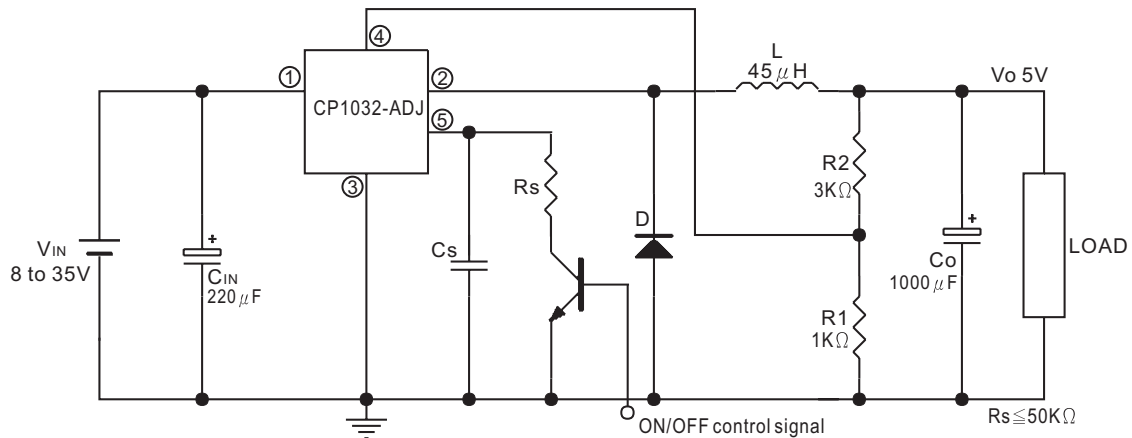 ④
L
45μH
Vo 5V
①
②
CP1032-ADJ
⑤
R2
3KΩ
③
Rs
D
+
+
VIN
8 to 35V
CIN
220μF
Cs
Co
1000μF
LOAD
R1
1KΩ
ON/OFF control signal
Rs≦50KΩ